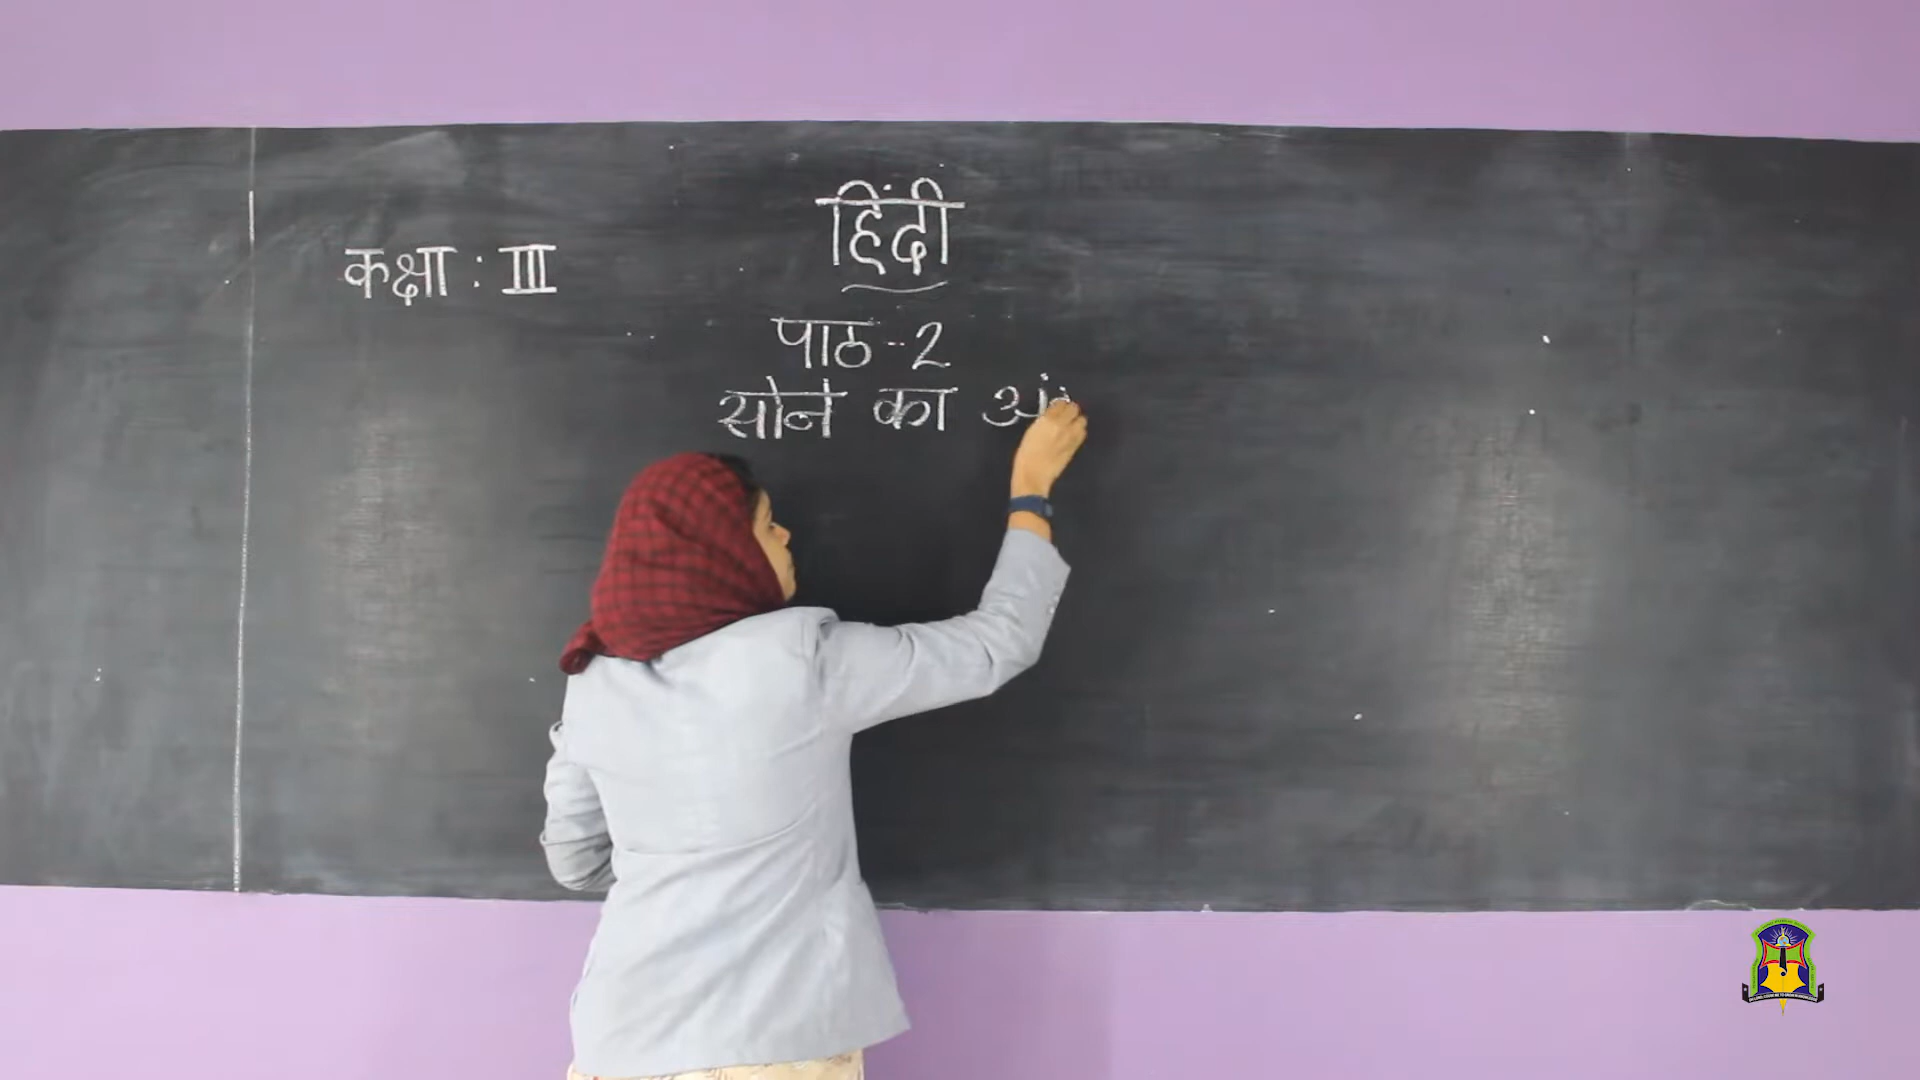 हिंदी
कक्षा : III
पाठ - 2
सोने का